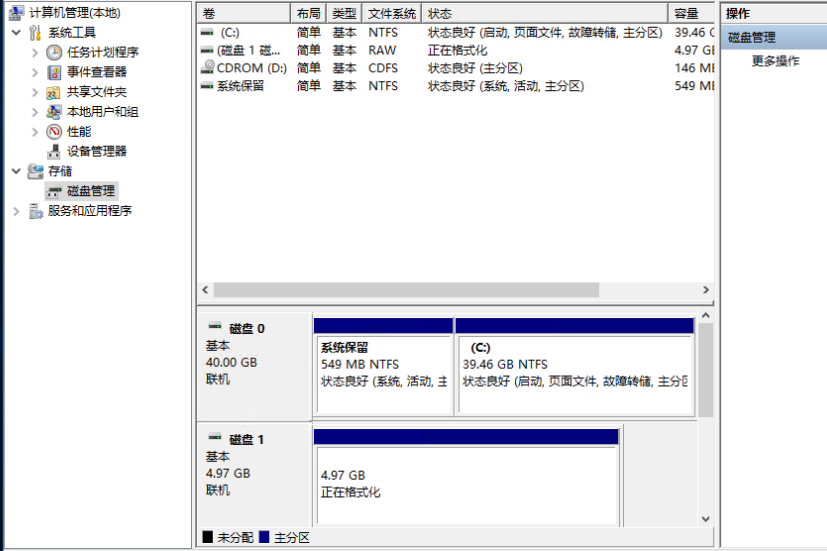 计算机管理(本地)
系统工具
任务计划程序
事件查看器
共享文件夹
本地用户和组
性能
设备管理器
存储
磁盘管理
服务和应用程序
卷 布局 类型 文件系统 状态 容量
(C:) 简单 基本 NTFS 状态良好 (启动, 页面文件, 故障转储, 主分区) 39.46 G
(磁盘 1 磁... 简单 基本 RAW 正在格式化 4.97 G
CDROM (D:) 简单 基本 CDFS 状态良好 (主分区) 146 M
系统保留 简单 基本 NTFS 状态良好 (系统, 活动, 主分区) 549 M
磁盘 0
基本
40.00 GB
联机
系统保留
549 MB NTFS
状态良好 (系统, 活动, 主
(C:)
39.46 GB NTFS
状态良好 (启动, 页面文件, 故障转储, 主分区
磁盘 1
基本
4.97 GB
联机
4.97 GB
正在格式化
未分配 主分区
操作
磁盘管理
更多操作